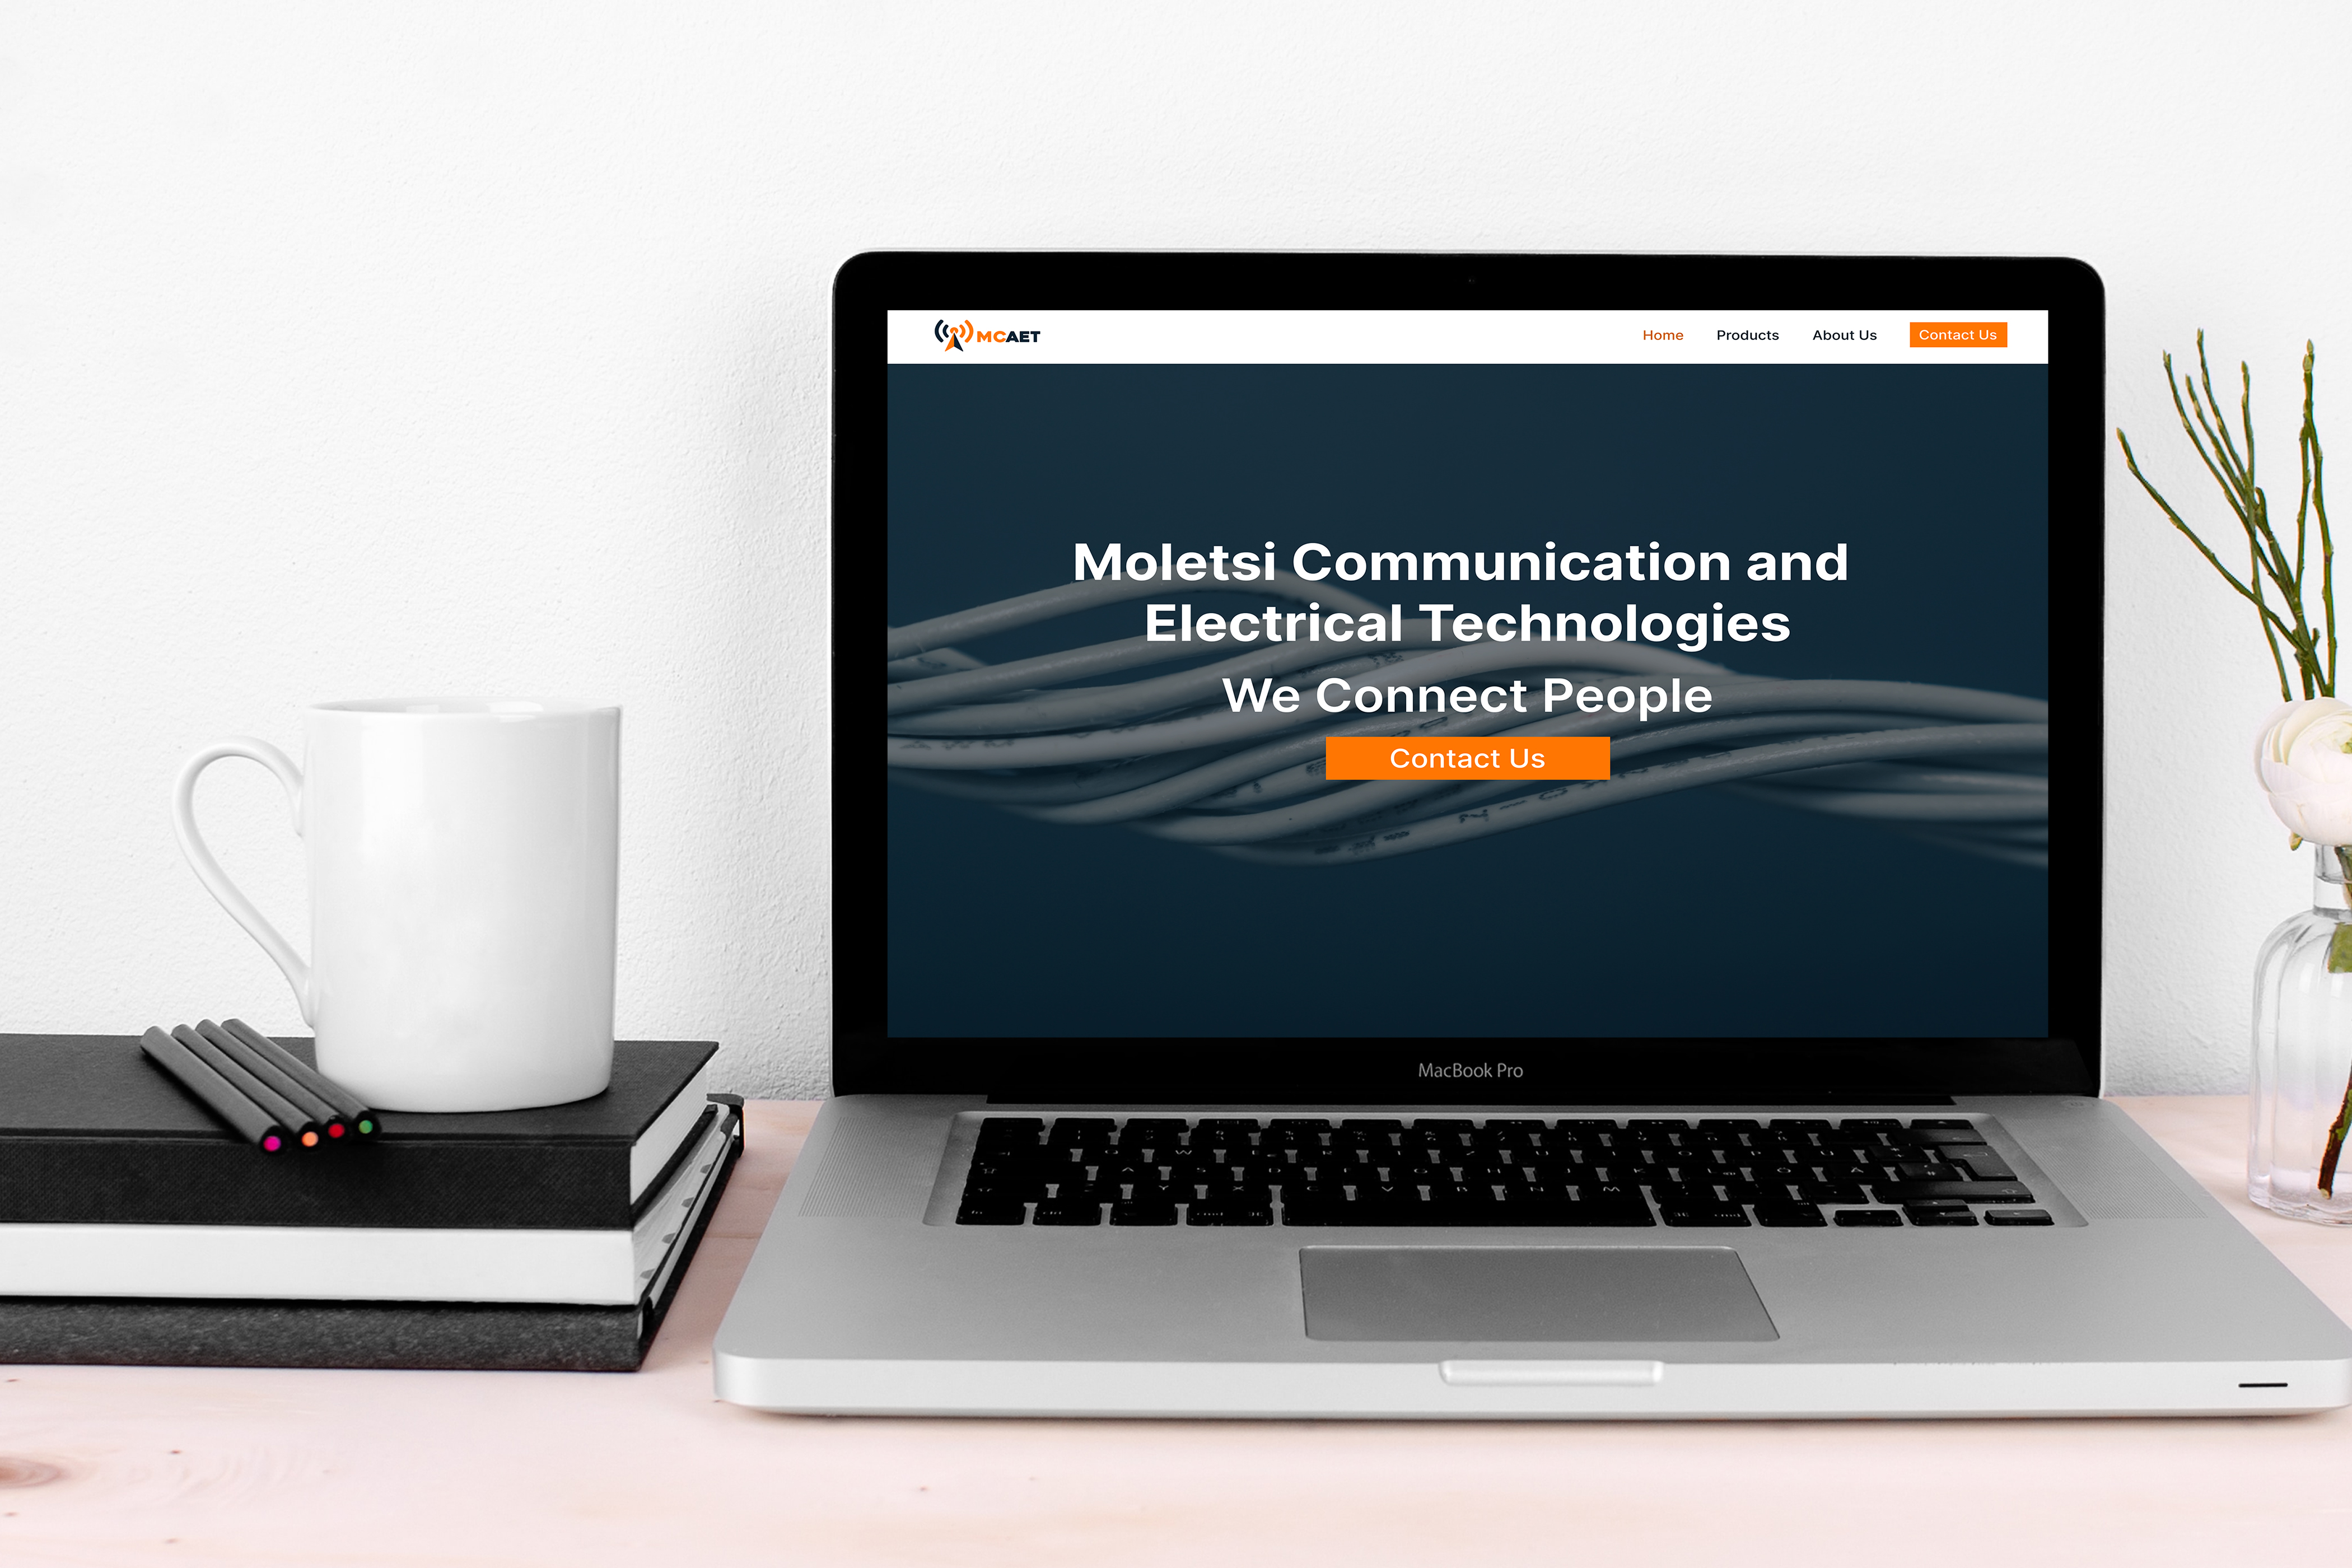 MCAET
Home Products About Us Contact Us
Moletsi Communication and
Electrical Technologies
We Connect People
Contact Us
MacBook Pro